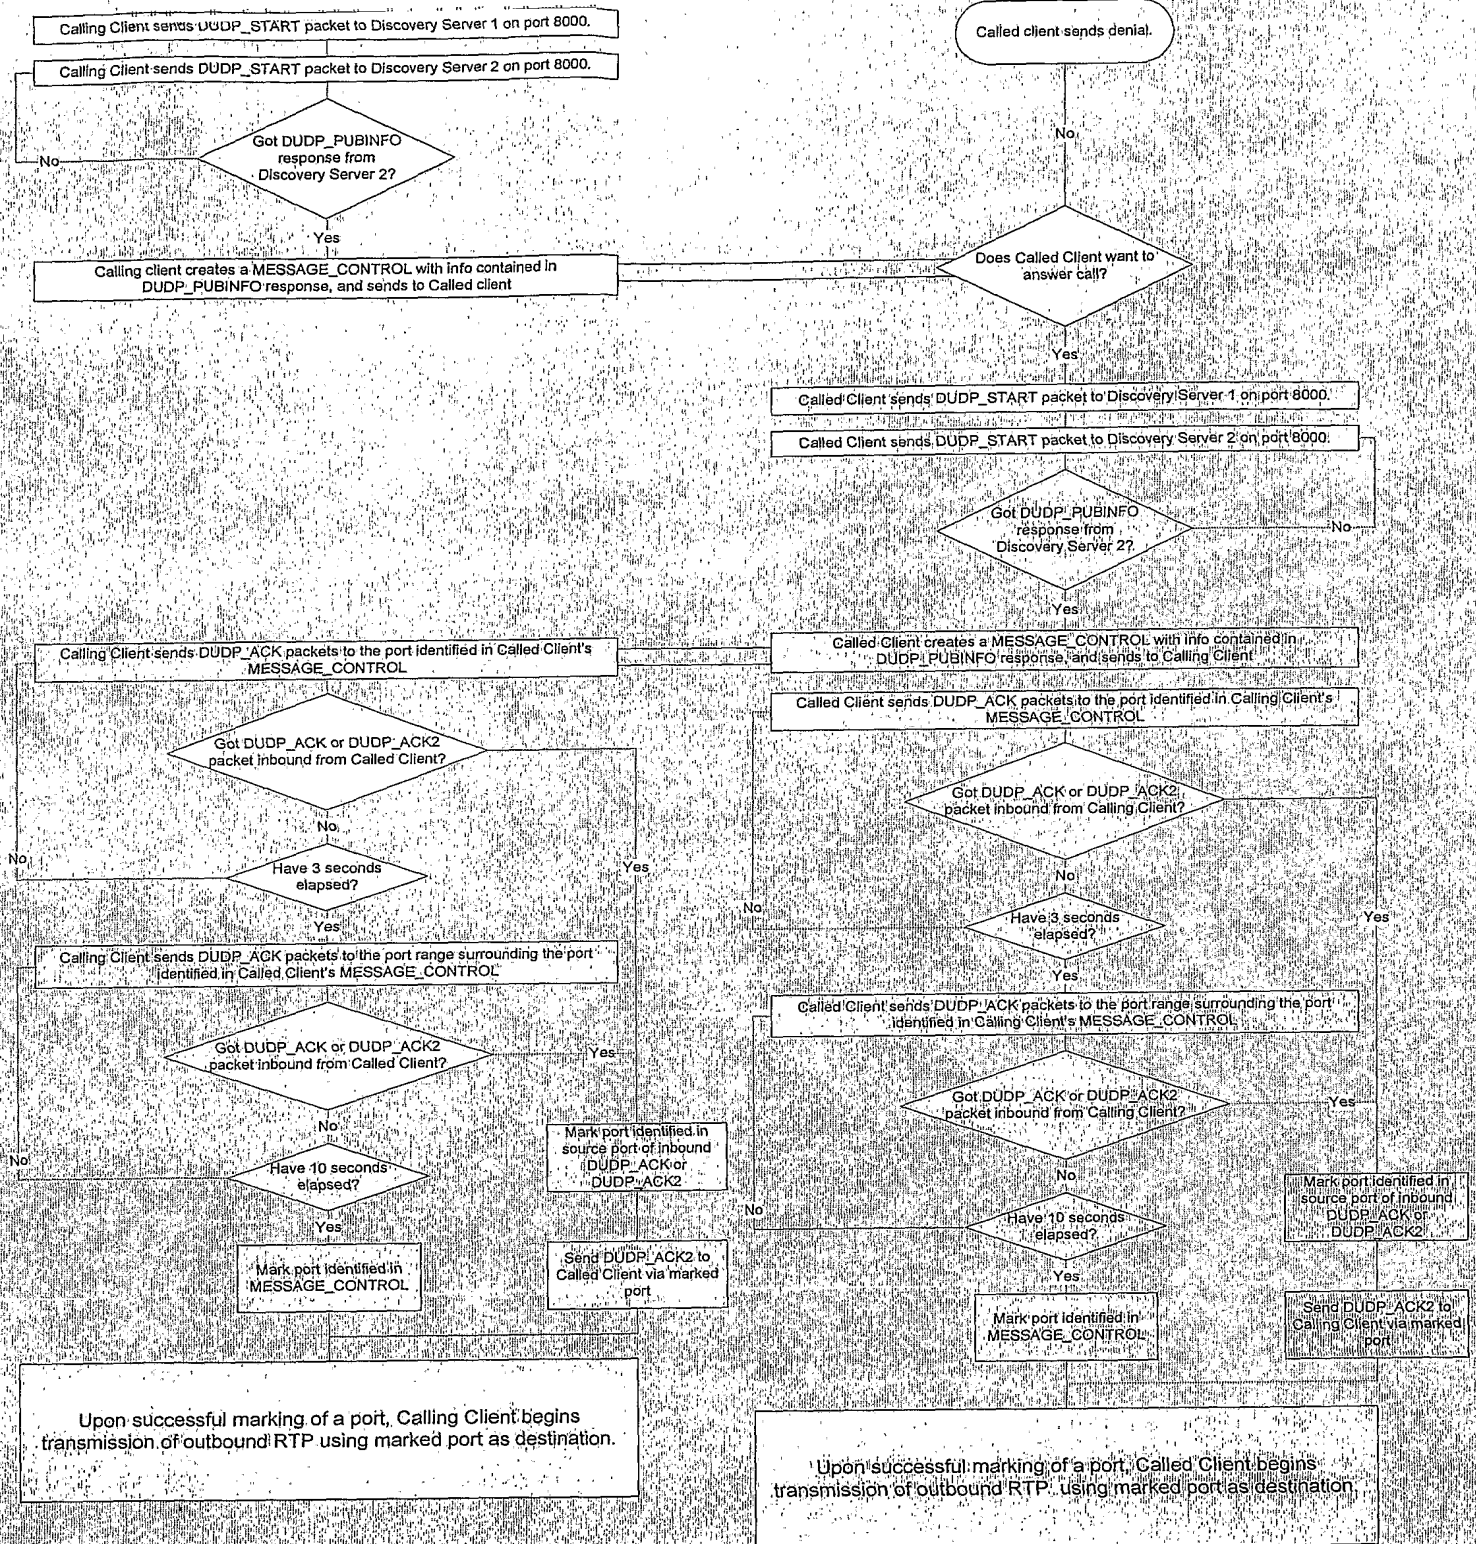 Calling Client sends DUDP_START packet to Discovery Server 1 on port 8000.
Calling Client sends DUDP_START packet to Discovery Server 2 on port 8000.
Got DUDP_PUBINFO
response from
Discovery Server 2?
No
Yes
Calling client creates a MESSAGE_CONTROL with info contained in
DUDP_PUBINFO response, and sends to Called client
Called client sends denial.
No
Does Called Client want to
answer call?
Yes
Called Client sends DUDP_START packet to Discovery Server 1 on port 8000.
Called Client sends DUDP_START packet to Discovery Server 2 on port 8000.
Got DUDP_PUBINFO
response from
Discovery Server 2?
No
Yes
Called Client creates a MESSAGE_CONTROL with info contained in
DUDP_PUBINFO response, and sends to Calling Client
Calling Client sends DUDP_ACK packets to the port identified in Called Client's
MESSAGE_CONTROL
Got DUDP_ACK or DUDP_ACK2
packet inbound from Called Client?
No
Have 3 seconds
elapsed?
No
Yes
Yes
Calling Client sends DUDP_ACK packets to the port range surrounding the port
identified in Called Client's MESSAGE_CONTROL
Got DUDP_ACK or DUDP_ACK2
packet inbound from Called Client?
Yes
No
Have 10 seconds
elapsed?
No
Yes
Mark port identified in
MESSAGE_CONTROL
Mark port identified in
source port of inbound
DUDP_ACK or
DUDP_ACK2
Send DUDP_ACK2 to
Called Client via marked
port
Upon successful marking of a port, Calling Client begins
transmission of outbound RTP using marked port as destination.
Called Client sends DUDP_ACK packets to the port identified in Calling Client's
MESSAGE_CONTROL
Got DUDP_ACK or DUDP_ACK2
packet inbound from Calling Client?
No
Have 3 seconds
elapsed?
No
Yes
Yes
Called Client sends DUDP_ACK packets to the port range surrounding the port
identified in Calling Client's MESSAGE_CONTROL
Got DUDP_ACK or DUDP_ACK2
packet inbound from Calling Client?
Yes
No
Have 10 seconds
elapsed?
No
Yes
Mark port identified in
MESSAGE_CONTROL
Mark port identified in
source port of inbound
DUDP_ACK or
DUDP_ACK2
Send DUDP_ACK2 to
Calling Client via marked
port
Upon successful marking of a port, Called Client begins
transmission of outbound RTP using marked port as destination.